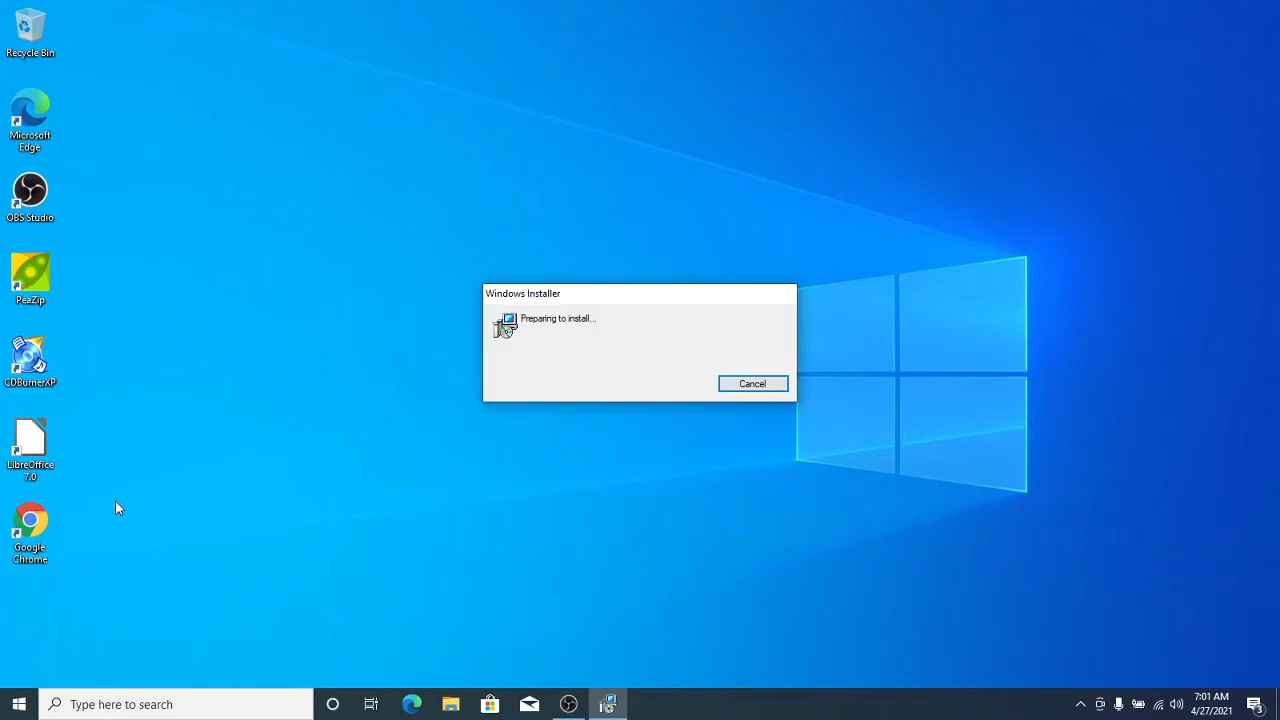 Recycle Bin
Microsoft
Edge
OBS Studio
PeaZip
CDBurnerXP
LibreOffice
7.0
Google
Chrome
Windows Installer
Preparing to install...
Cancel
Type here to search
7:01 AM
4/27/2021
3